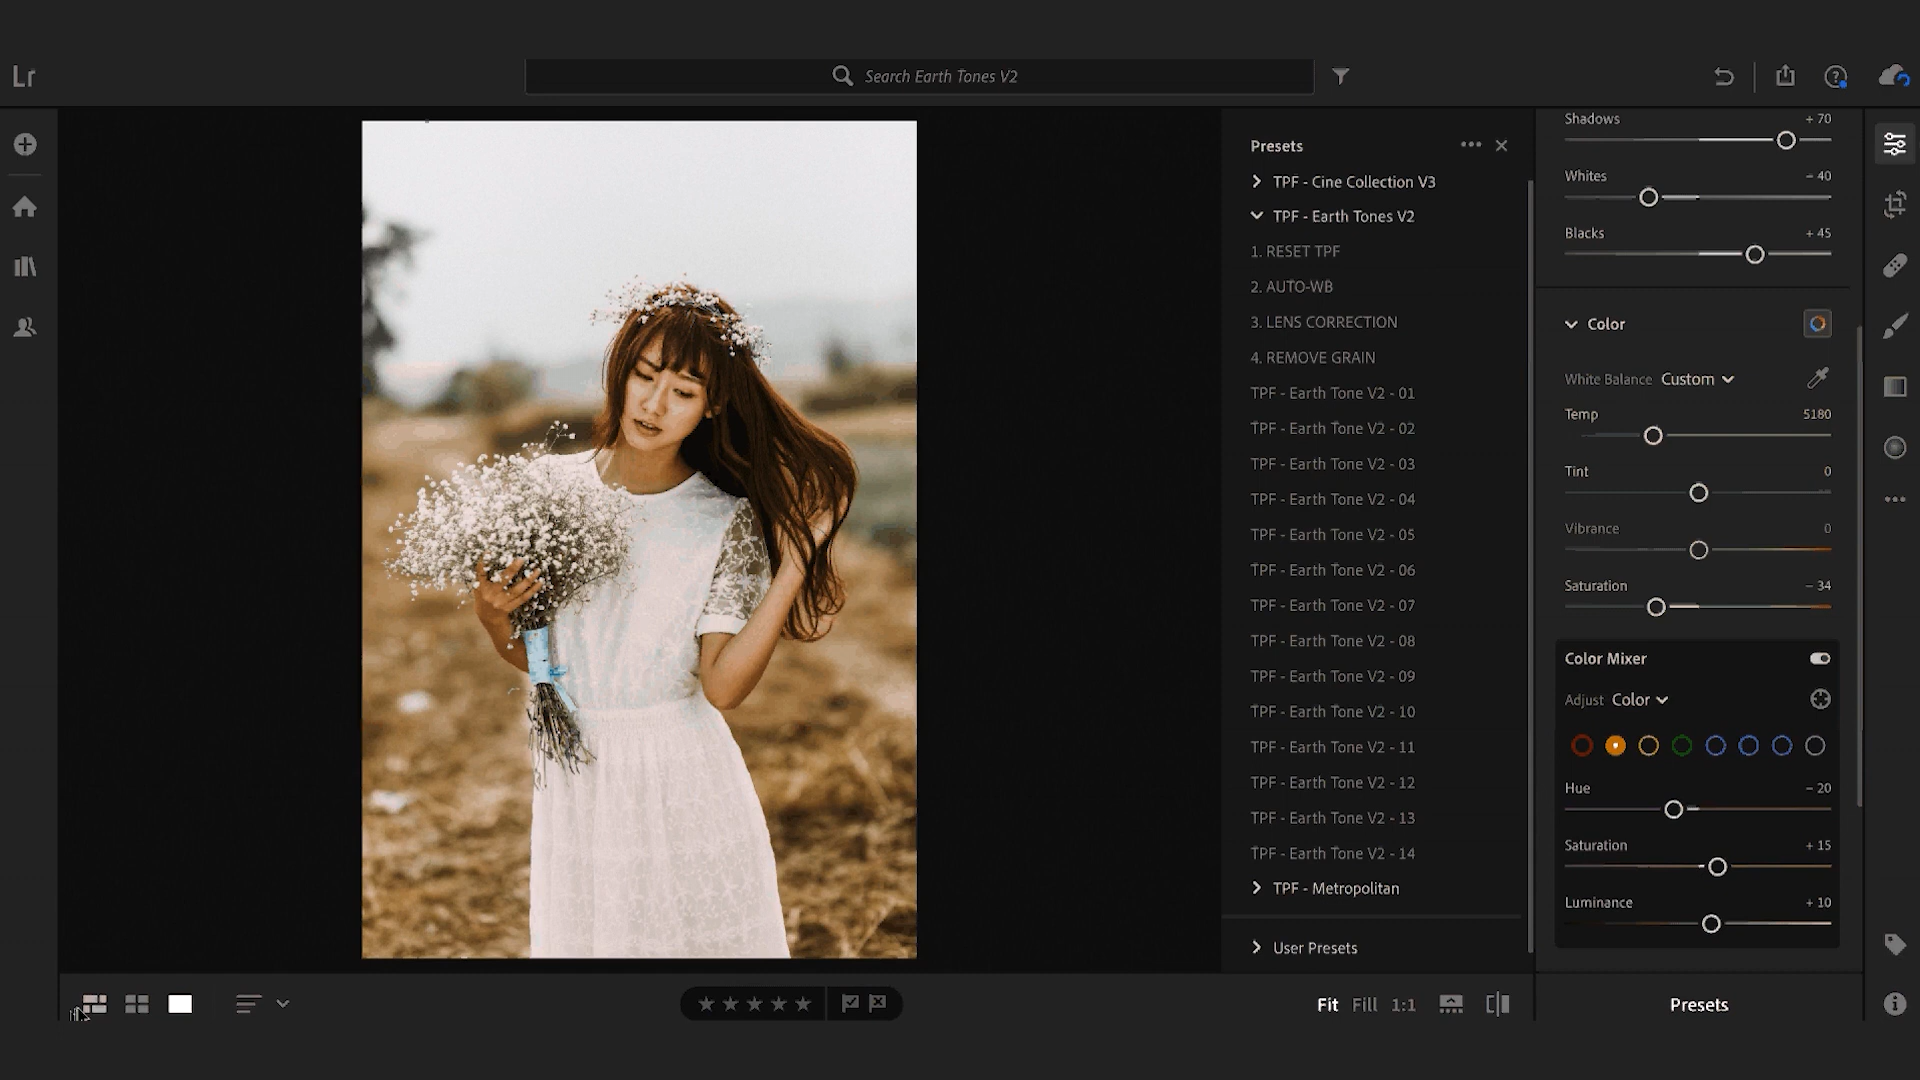 Lr
Search Earth Tones V2
Presets
TPF - Cine Collection V3
TPF - Earth Tones V2
1. RESET TPF
2. AUTO-WB
3. LENS CORRECTION
4. REMOVE GRAIN
TPF - Earth Tone V2 - 01
TPF - Earth Tone V2 - 02
TPF - Earth Tone V2 - 03
TPF - Earth Tone V2 - 04
TPF - Earth Tone V2 - 05
TPF - Earth Tone V2 - 06
TPF - Earth Tone V2 - 07
TPF - Earth Tone V2 - 08
TPF - Earth Tone V2 - 09
TPF - Earth Tone V2 - 10
TPF - Earth Tone V2 - 11
TPF - Earth Tone V2 - 12
TPF - Earth Tone V2 - 13
TPF - Earth Tone V2 - 14
TPF - Metropolitan
User Presets
Shadows + 70
Whites - 40
Blacks + 45
Color
White Balance Custom
Temp 5180
Tint 0
Vibrance 0
Saturation - 34
Color Mixer
Adjust Color
Hue - 20
Saturation + 15
Luminance + 10
Fit Fill 1:1
Presets